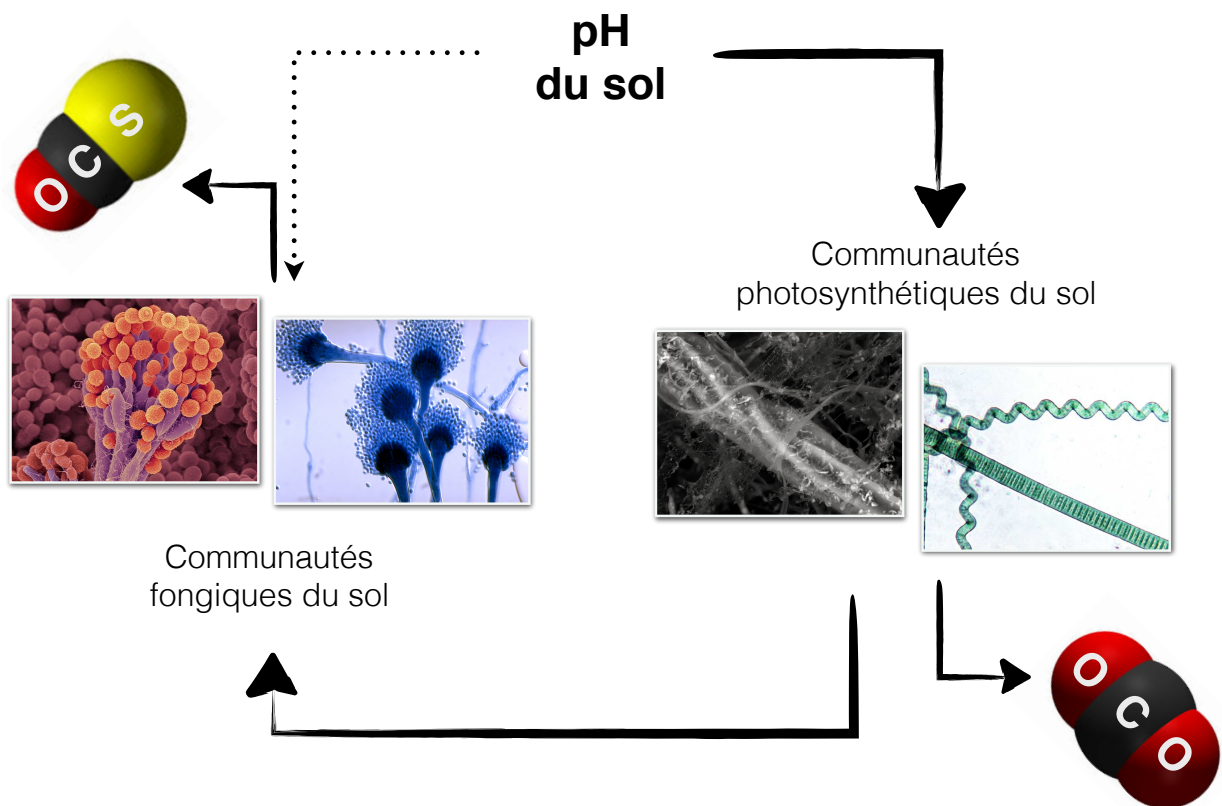 pH
du sol
O C S
Communautés
photosynthétiques du sol
Communautés
fongiques du sol
O C O